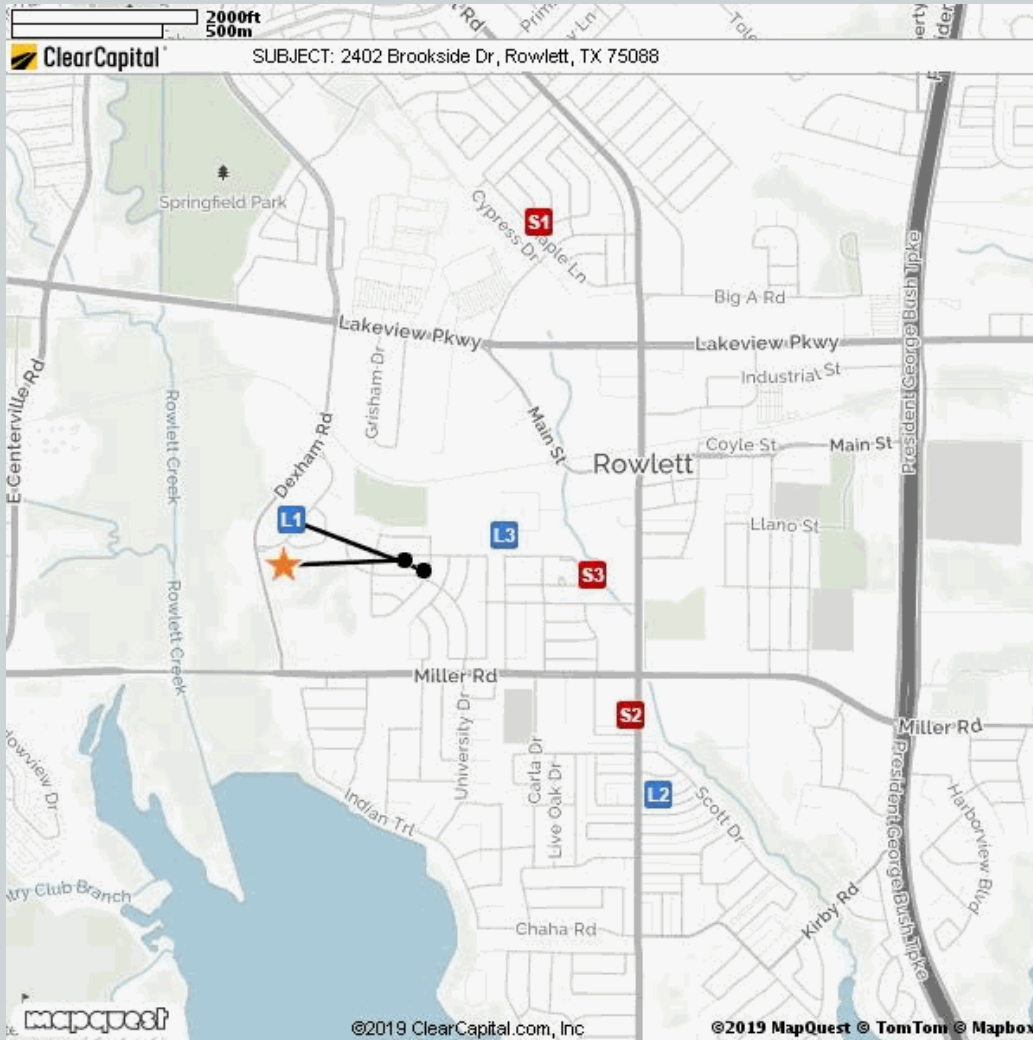 2000ft
500m
ClearCapital
SUBJECT: 2402 Brookside Dr, Rowlett, TX 75088
Rd
Springfield Park
Cypress Dr
Maple Ln
S1
Big A Rd
Lakeview Pkwy
Lakeview Pkwy
Industrial St
President George Bush Tpke
E Centerville Rd
Grisham Dr
Main St
Rowlett Creek
Dexham Rd
Rowlett
Coyle St
Main St
L1
L3
Llano St
S3
Rowlett Creek
Miller Rd
S2
Miller Rd
University Dr
Carla Dr
Live Oak Dr
L2
Scott Dr
Indian Trl
President George Bush Tpke
Harborview Blvd
Kirby Rd
Chaha Rd
Club Branch
mapquest
©2019 ClearCapital.com, Inc
©2019 MapQuest © TomTom © Mapbox